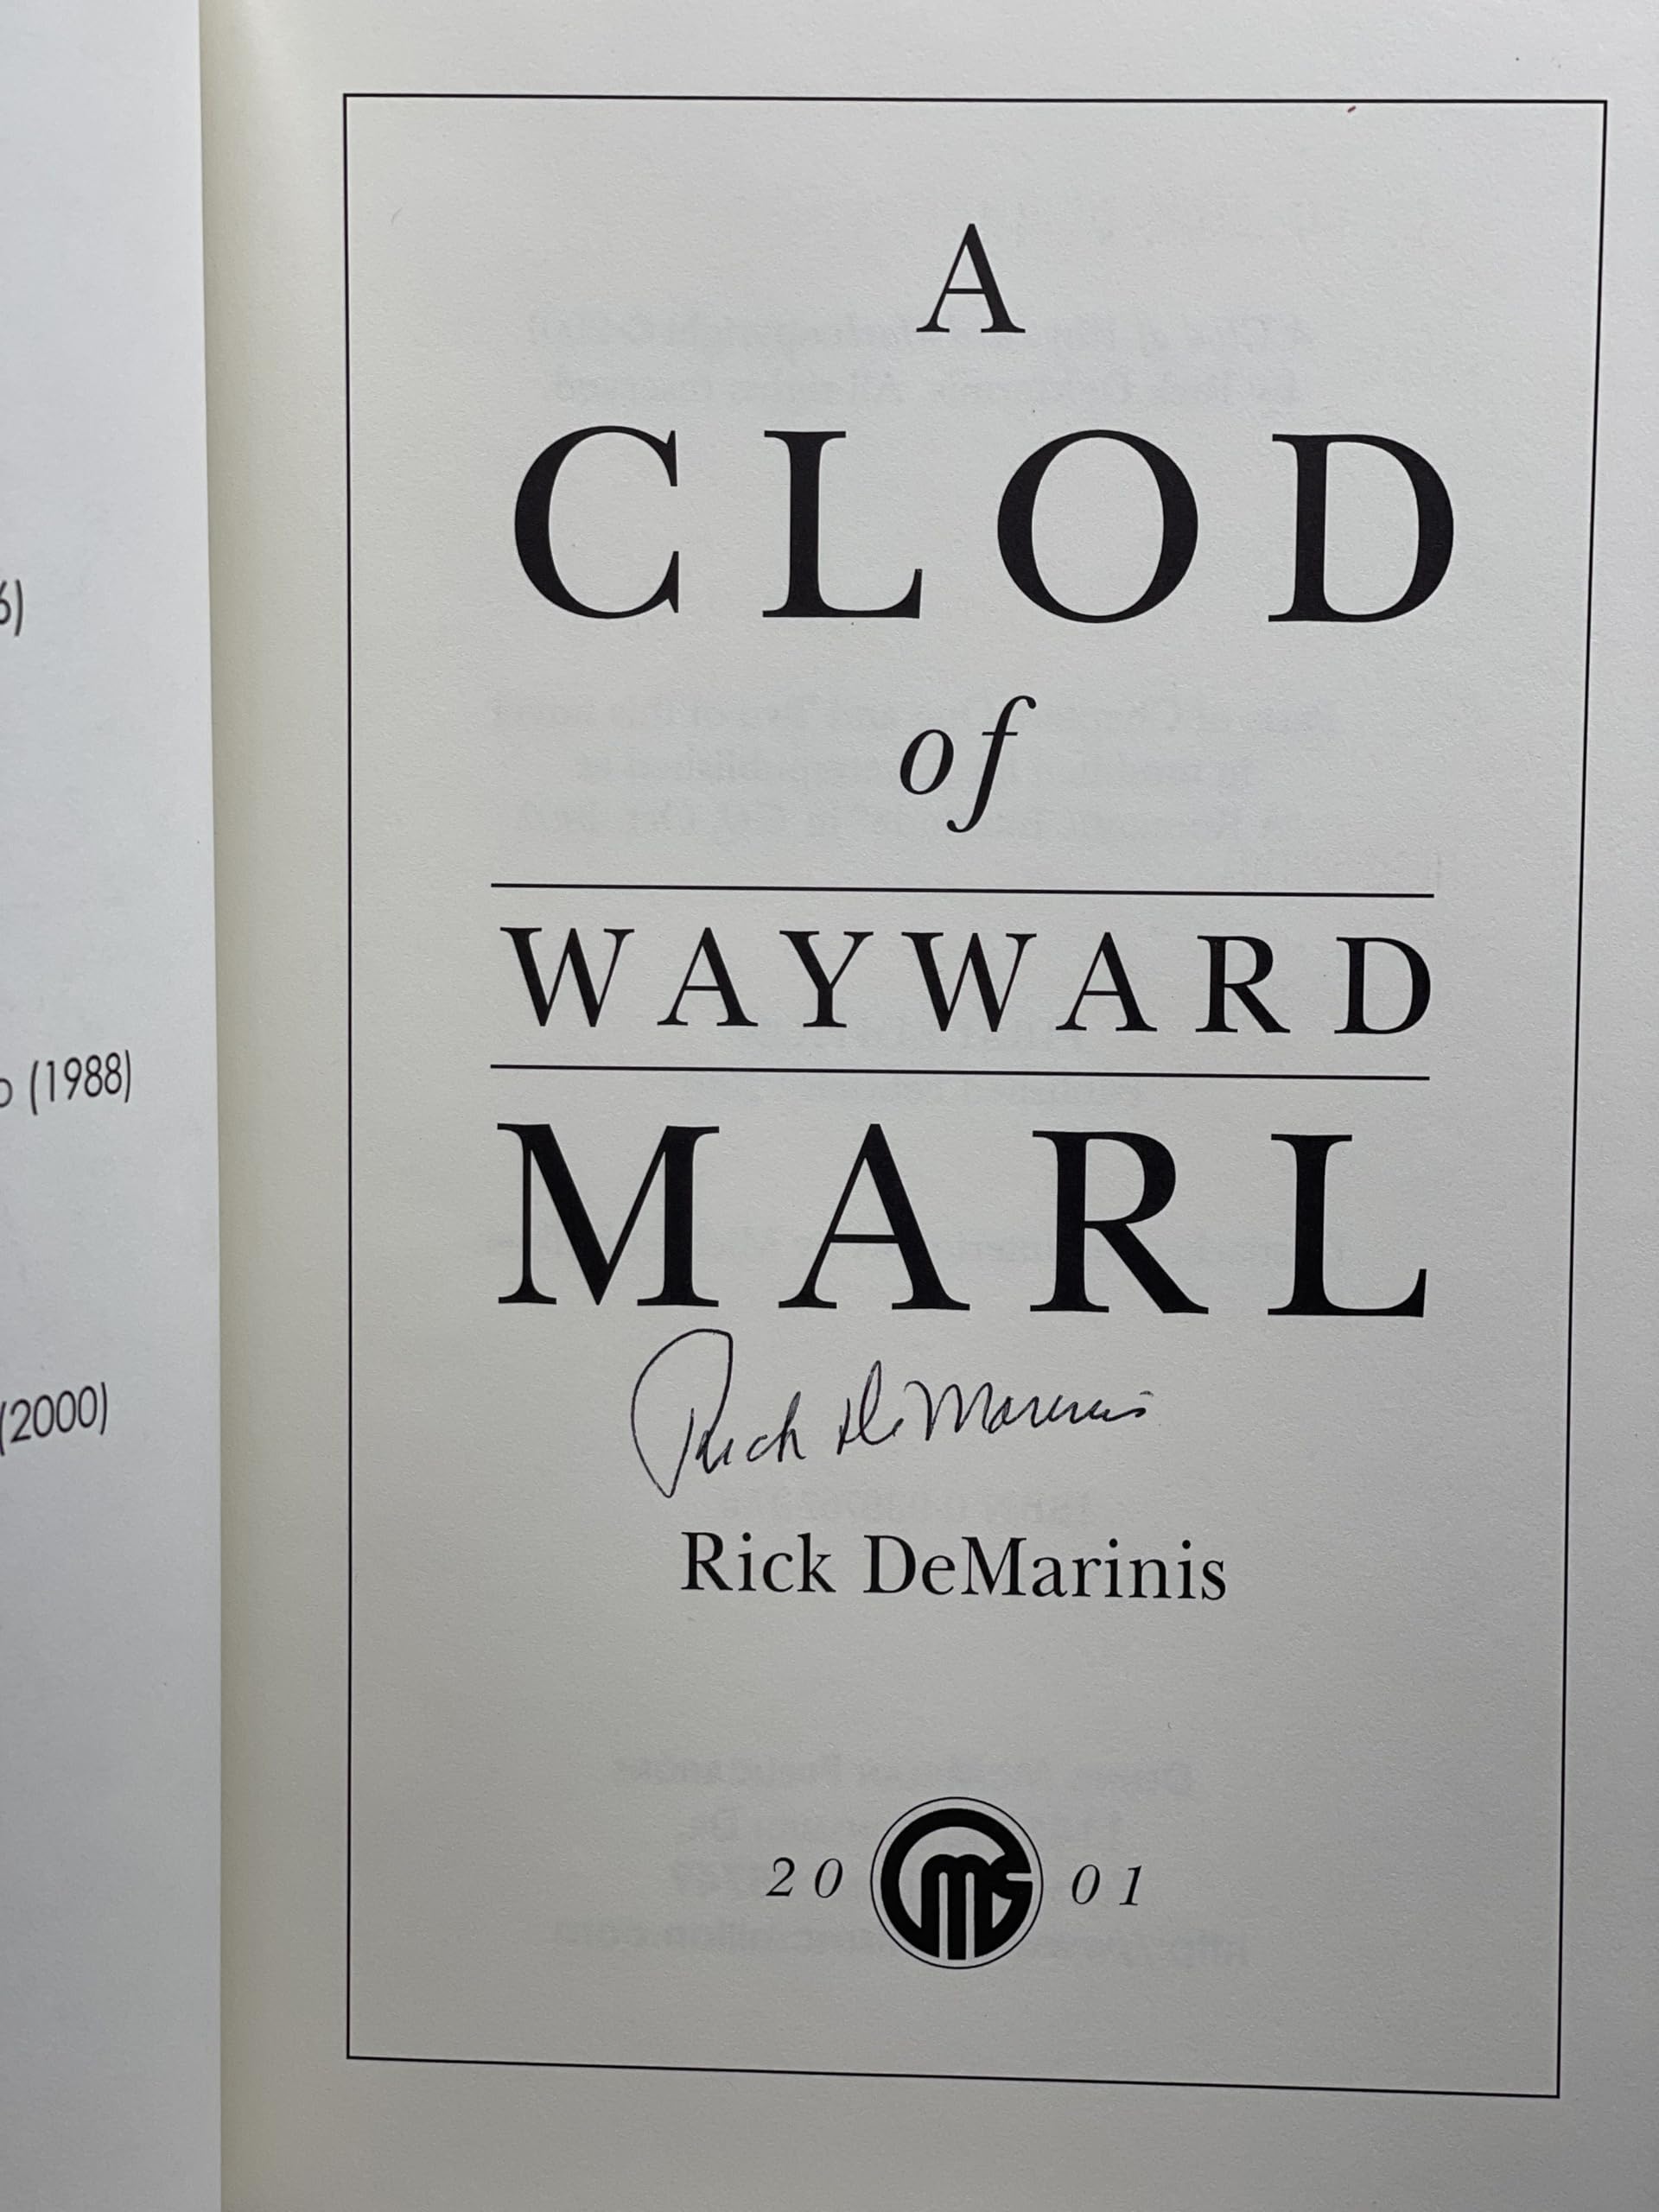 6)
(1988)
(2000)
A
CLOD
of
WAYWARD
MARL
Rick DeMarinis
Rick DeMarinis
20 01